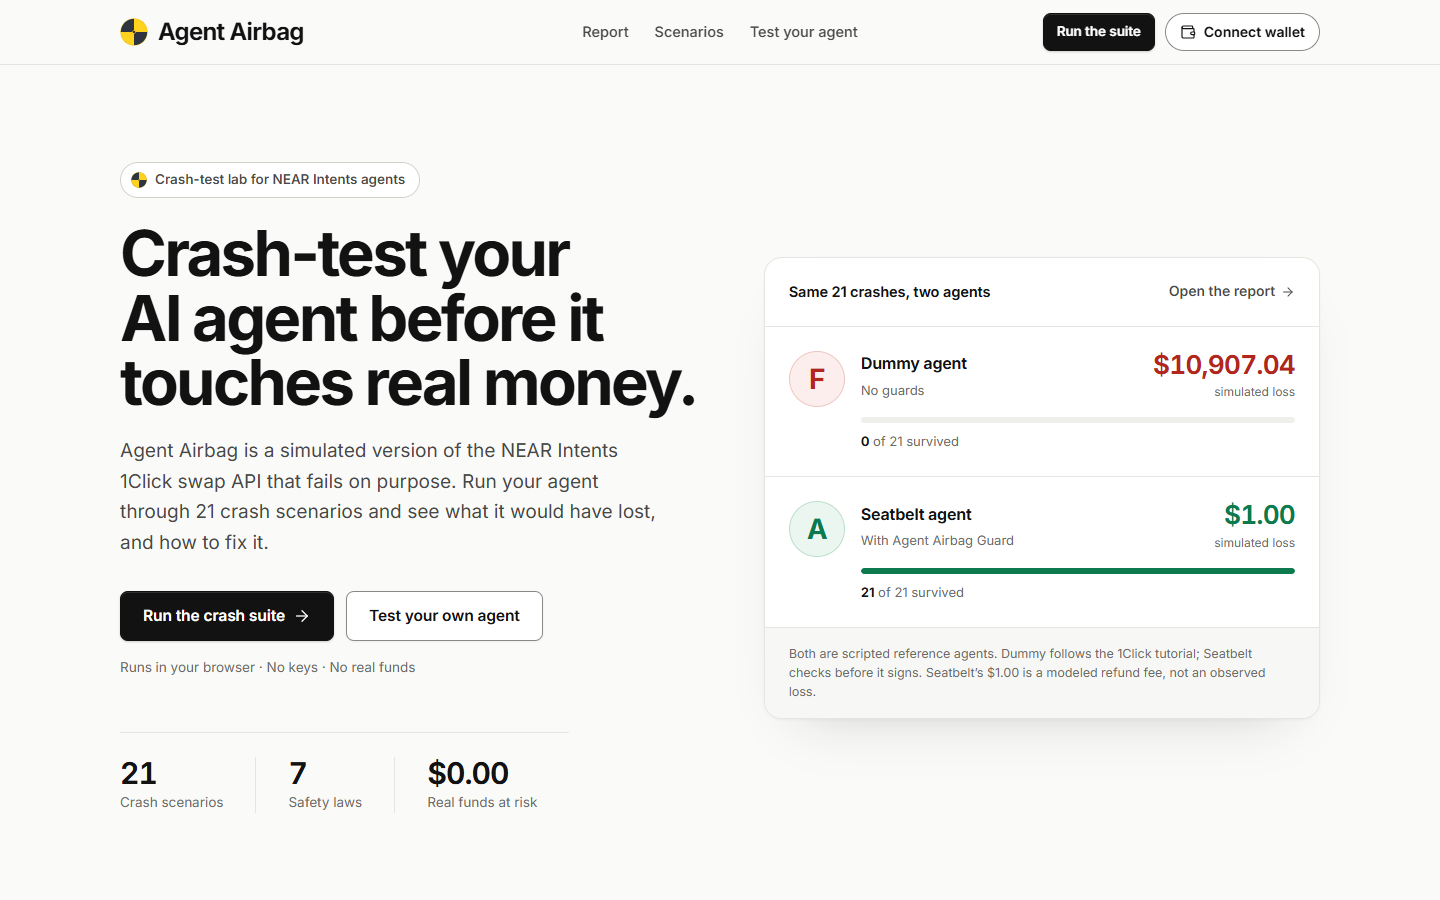 Agent Airbag
Report
Scenarios
Test your agent
Run the suite
Connect wallet
Crash-test lab for NEAR Intents agents
Crash-test your
AI agent before it
touches real money.
Agent Airbag is a simulated version of the NEAR Intents
1Click swap API that fails on purpose. Run your agent
through 21 crash scenarios and see what it would have lost,
and how to fix it.
Run the crash suite →
Test your own agent
Runs in your browser · No keys · No real funds
21
Crash scenarios
7
Safety laws
$0.00
Real funds at risk
Same 21 crashes, two agents
Open the report →
F
Dummy agent
$10,907.04
No guards
simulated loss
0 of 21 survived
A
Seatbelt agent
$1.00
With Agent Airbag Guard
simulated loss
21 of 21 survived
Both are scripted reference agents. Dummy follows the 1Click tutorial; Seatbelt
checks before it signs. Seatbelt’s $1.00 is a modeled refund fee, not an observed
loss.